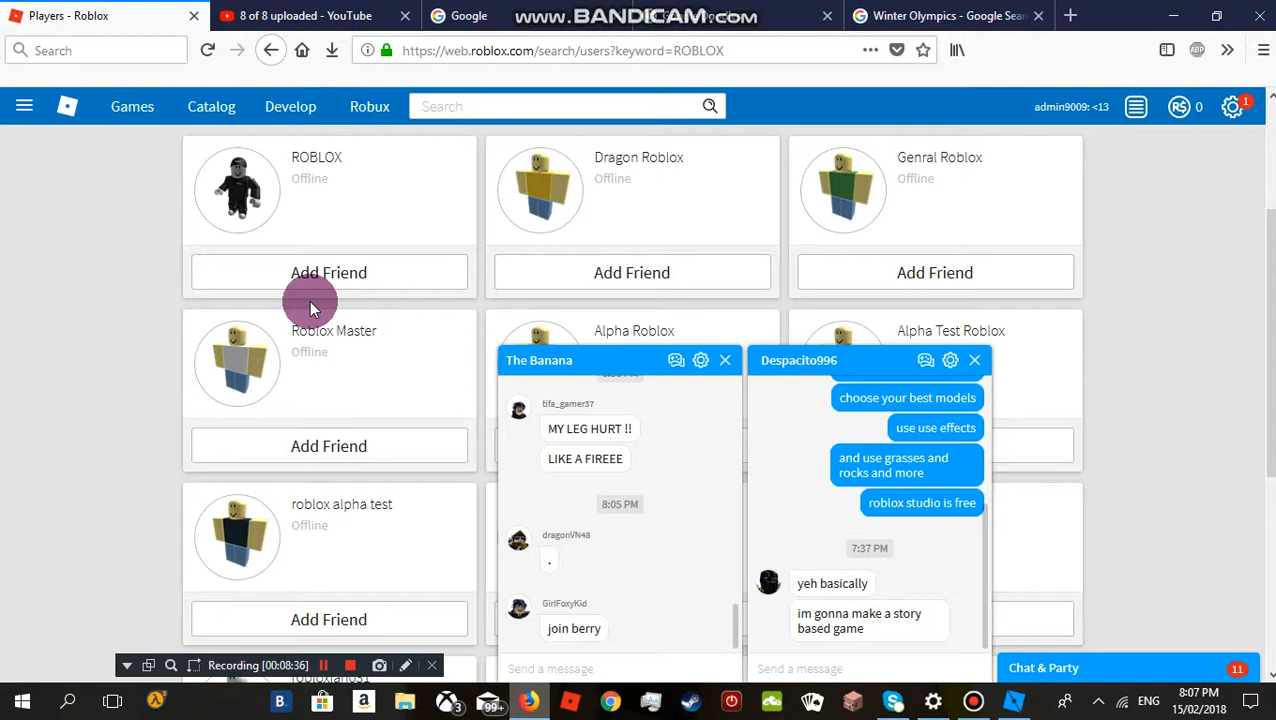 Players - Roblox
8 of 8 uploaded - YouTube
Google
www.BANDICAM.com
Winter Olympics - Google Sear
Search
https://web.roblox.com/search/users?keyword=ROBLOX
ABP
Games
Catalog
Develop
Robux
Search
admin9009: <13
R$ 0
1
ROBLOX
Offline
Dragon Roblox
Offline
Genral Roblox
Offline
Add Friend
Add Friend
Add Friend
Roblox Master
Offline
Alpha Roblox
Alpha Test Roblox
Add Friend
roblox alpha test
Offline
Add Friend
The Banana
tifa_gamer37
MY LEG HURT !!
LIKE A FIREEE
8:05 PM
dragonVN48
.
GirlFoxyKid
join berry
Send a message
Despacito996
choose your best models
use use effects
and use grasses and
rocks and more
roblox studio is free
7:37 PM
yeh basically
im gonna make a story
based game
Send a message
Chat & Party
11
Recording [00:08:36]
B.
a
3
99+
ENG
8:07 PM
15/02/2018